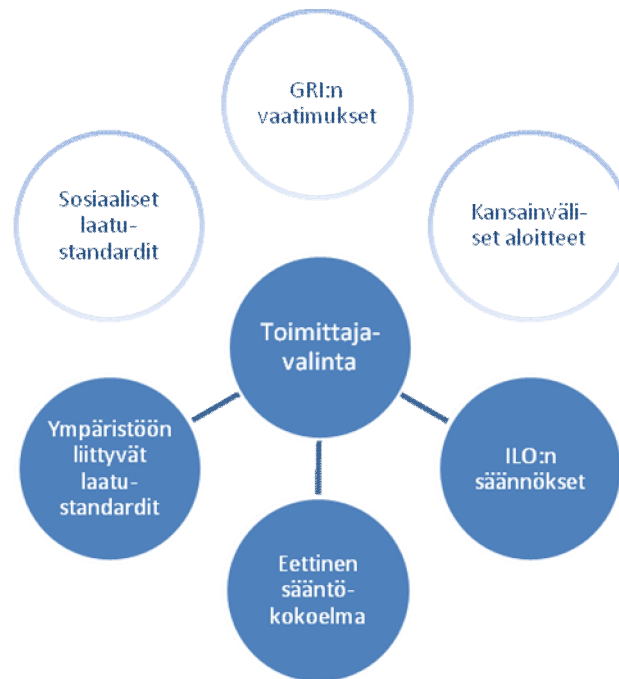 GRI:n
vaatimukset
Sosiaaliset
laatu-
standardit
Kansainväli-
set aloitteet
Toimittaja-
valinta
Ympäristöön
liittyvät
laatu-
standardit
ILO:n
säännökset
Eettinen
sääntö-
kokoelma